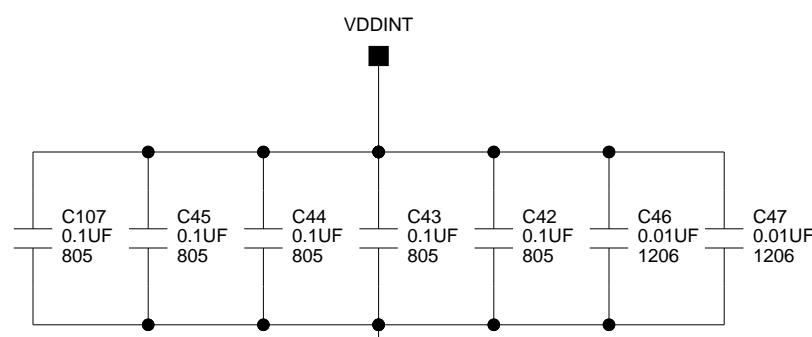 VDDINT
C107
0.1UF
805
C45
0.1UF
805
C44
0.1UF
805
C43
0.1UF
805
C42
0.1UF
805
C46
0.01UF
1206
C47
0.01UF
1206